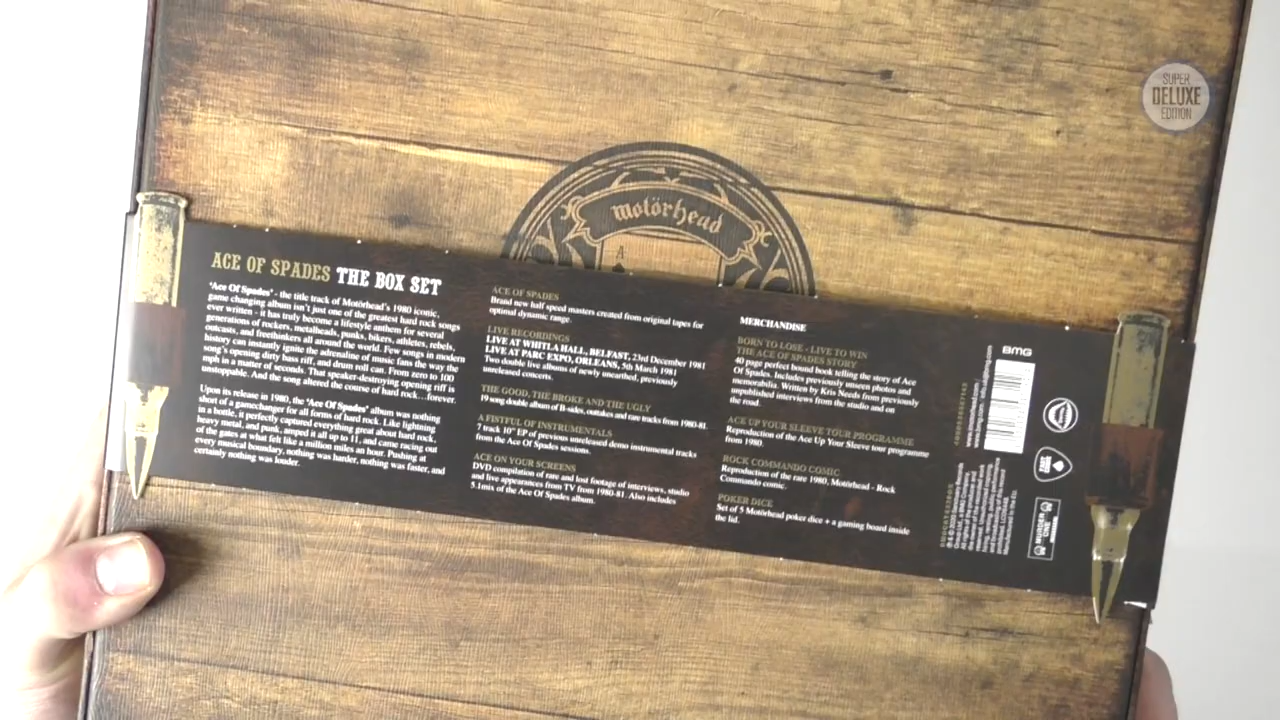 SUPER
DELUXE
EDITION
motörhead
A
ACE OF SPADES THE BOX SET
'Ace Of Spades' - the title track of Motörhead's 1980 iconic,
game changing album isn't just one of the greatest hard rock songs
ever written - it has truly become a lifestyle anthem for several
generations of rockers, metalheads, punks, bikers, athletes, rebels,
outcasts, and freethinkers all around the world. Few songs in modern
history can instantly ignite the adrenaline of music fans the way the
song's opening dirty bass riff and drum roll can. From zero to 100
mph in a matter of seconds. That speaker-destroying opening riff is
unstoppable. And the song altered the course of hard rock...forever.
Upon its release in 1980, the 'Ace Of Spades' album was nothing
short of a gamechanger for all forms of hard rock. Like lightning
in a bottle, it perfectly captured everything great about hard rock,
heavy metal, and punk, amped it all up to 11, and came racing out
of the gates at what felt like a million miles an hour. Pushing at
every musical boundary, nothing was harder, nothing was faster, and
certainly nothing was louder.
ACE OF SPADES
Brand new half speed masters created from original tapes for
optimal dynamic range.
LIVE RECORDINGS
LIVE AT WHITLA HALL, BELFAST, 23rd December 1981
LIVE AT PARC EXPO, ORLEANS, 5th March 1981
Two double live albums of newly unearthed, previously
unreleased concerts.
THE GOOD, THE BROKE AND THE UGLY
19 song double album of B-sides, outtakes and rare tracks from 1980-81.
A FISTFUL OF INSTRUMENTALS
7 track 10" EP of previous unreleased demo instrumental tracks
from the Ace Of Spades sessions.
ACE ON YOUR SCREENS
DVD compilation of rare and lost footage of interviews, studio
and live appearances from TV from 1980-81. Also includes
5.1mix of the Ace Of Spades album.
MERCHANDISE
BORN TO LOSE - LIVE TO WIN
THE ACE OF SPADES STORY
40 page perfect bound book telling the story of Ace
Of Spades. Includes previously unseen photos and
memorabilia. Written by Kris Needs from previously
unpublished interviews from the studio and on
the road.
ACE UP YOUR SLEEVE TOUR PROGRAMME
Reproduction of the Ace Up Your Sleeve tour programme
from 1980.
ROCK COMMANDO COMIC
Reproduction of the rare 1980, Motörhead - Rock
Commando comic.
POKER DICE
Set of 5 Motörhead poker dice + a gaming board inside
the lid.
BMG
MURDER
ONE